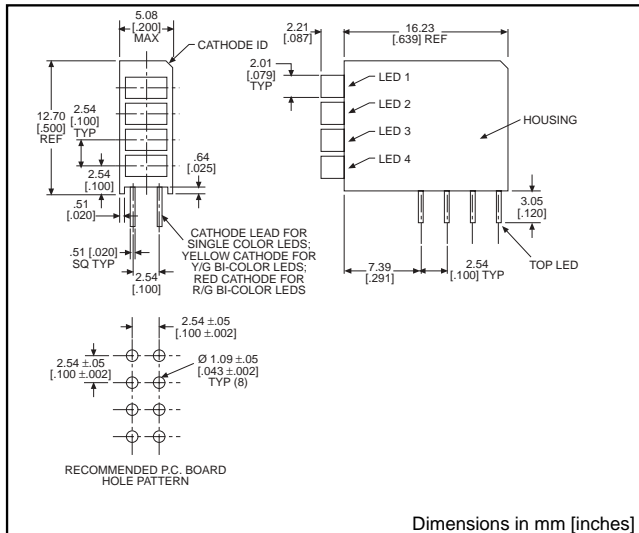 5.08
[.200]
MAX
CATHODE ID
12.70
[.500]
REF
2.54
[.100]
TYP
2.54
[.100]
.64
[.025]
.51
[.020]
.51 [.020]
SQ TYP
2.54
[.100]
CATHODE LEAD FOR
SINGLE COLOR LEDS;
YELLOW CATHODE FOR
Y/G BI-COLOR LEDS;
RED CATHODE FOR
R/G BI-COLOR LEDS
2.21
[.087]
16.23
[.639] REF
2.01
[.079]
TYP
LED 1
LED 2
LED 3
LED 4
HOUSING
3.05
[.120]
7.39
[.291]
2.54
[.100] TYP
TOP LED
2.54 ±.05
[.100 ±.002]
2.54 ±.05
[.100 ±.002]
Ø 1.09 ±.05
[.043 ±.002]
TYP (8)
RECOMMENDED P.C. BOARD
HOLE PATTERN
Dimensions in mm [inches]